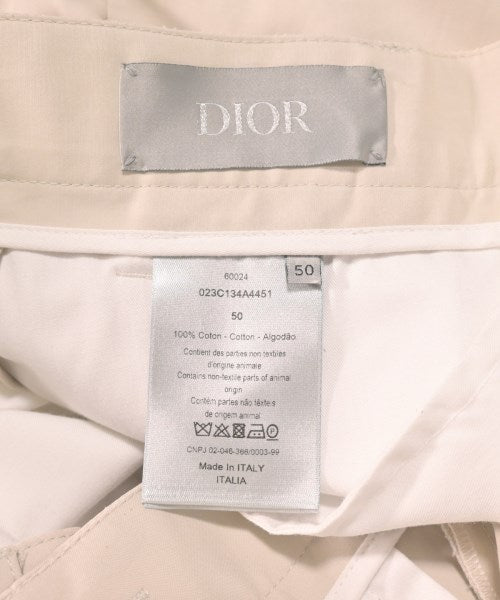 DIOR
50
60024
023C134A4451
50
100% Coton - Cotton - Algodão
Contient des parties non textiles
d'origine animale
Contains non-textile parts of animal
origin
Contém partes não têxteis
de origem animal
CNPJ 02-046-366/0003-99
Made In ITALY
ITALIA